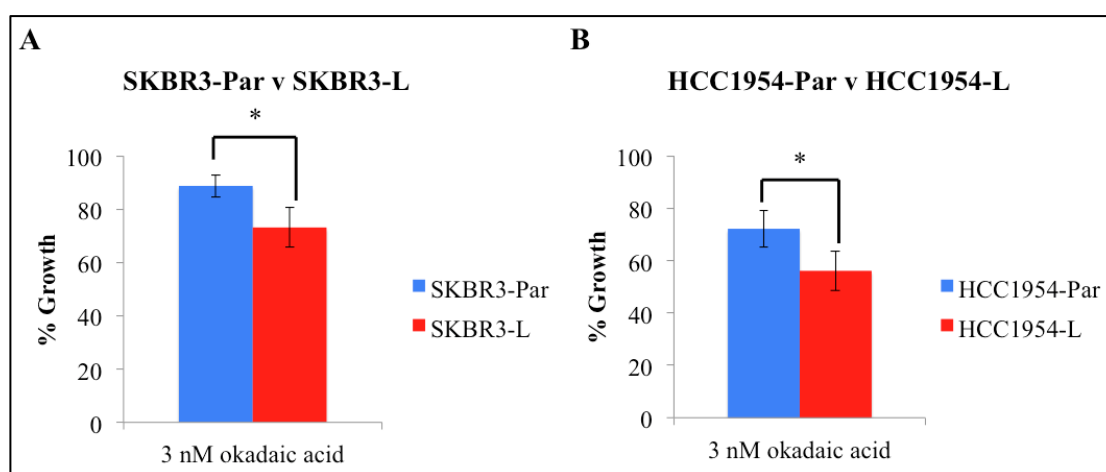 A
SKBR3-Par v SKBR3-L
*
100
80
60
40
20
0
% Growth
3 nM okadaic acid
SKBR3-Par
SKBR3-L
B
HCC1954-Par v HCC1954-L
*
100
80
60
40
20
0
% Growth
3 nM okadaic acid
HCC1954-Par
HCC1954-L